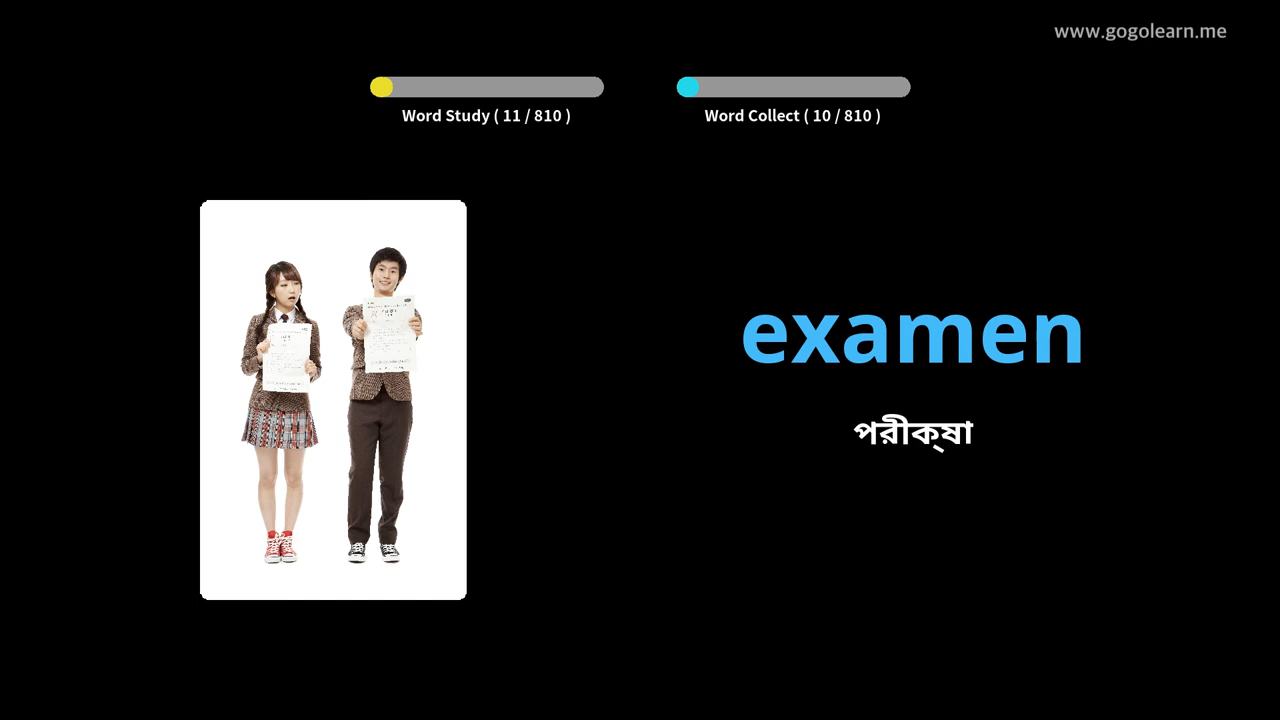 www.gogolearn.me
Word Study ( 11 / 810 )
Word Collect ( 10 / 810 )
examen
পরীক্ষা